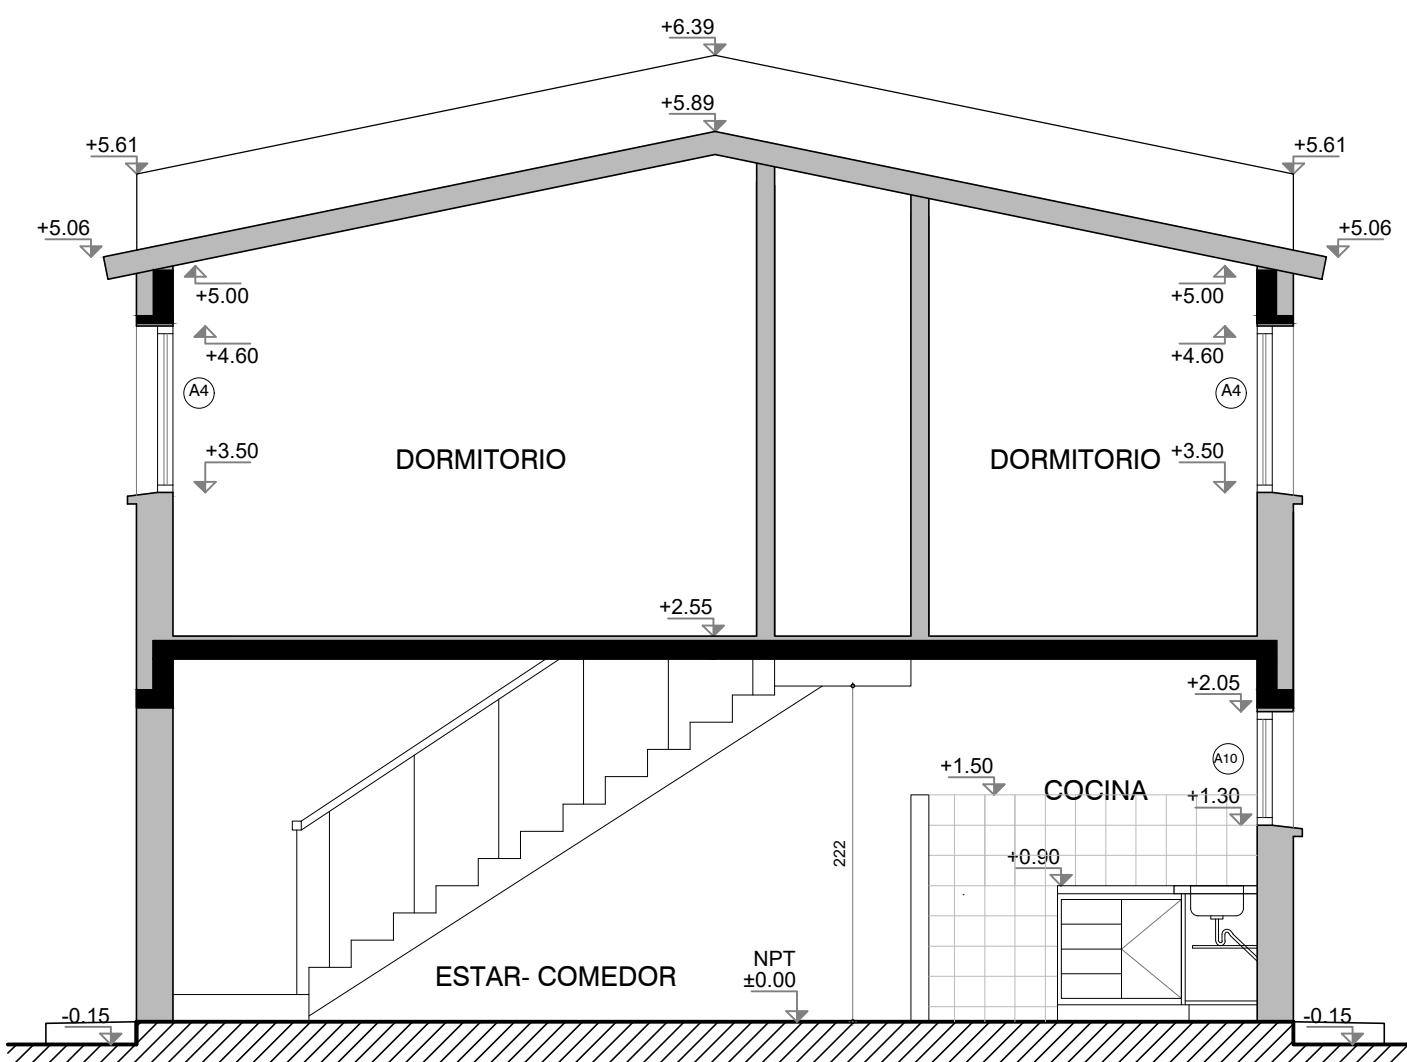 +6.39
+5.89
+5.61
+5.61
+5.06
+5.06
+5.00
+5.00
+4.60
+4.60
A4
A4
+3.50
DORMITORIO
DORMITORIO
+3.50
+2.55
+2.05
A10
+1.50
COCINA
+1.30
222
+0.90
ESTAR- COMEDOR
NPT
±0.00
-0.15
-0.15